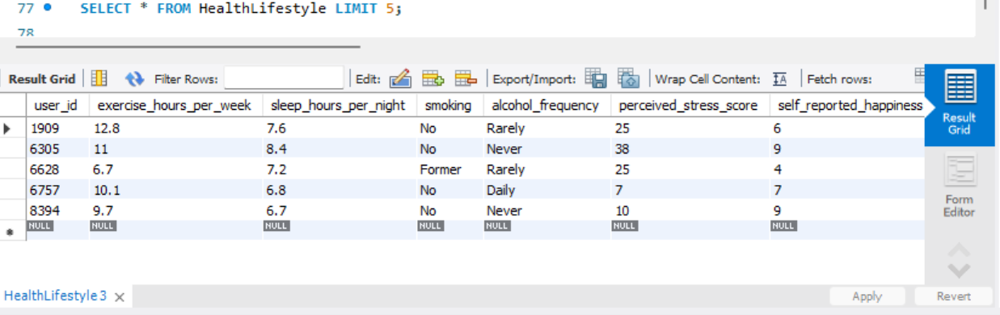 77 SELECT * FROM HealthLifestyle LIMIT 5;
78
Result Grid Filter Rows: Edit: Export/Import: Wrap Cell Content: IA Fetch rows:
user_id exercise_hours_per_week sleep_hours_per_night smoking alcohol_frequency perceived_stress_score self_reported_happiness
1909 12.8 7.6 No Rarely 25 6
6305 11 8.4 No Never 38 9
6628 6.7 7.2 Former Rarely 25 4
6757 10.1 6.8 No Daily 7 7
8394 9.7 6.7 No Never 10 9
NULL NULL NULL NULL NULL NULL NULL
Result
Grid
Form
Editor
HealthLifestyle 3 Apply Revert